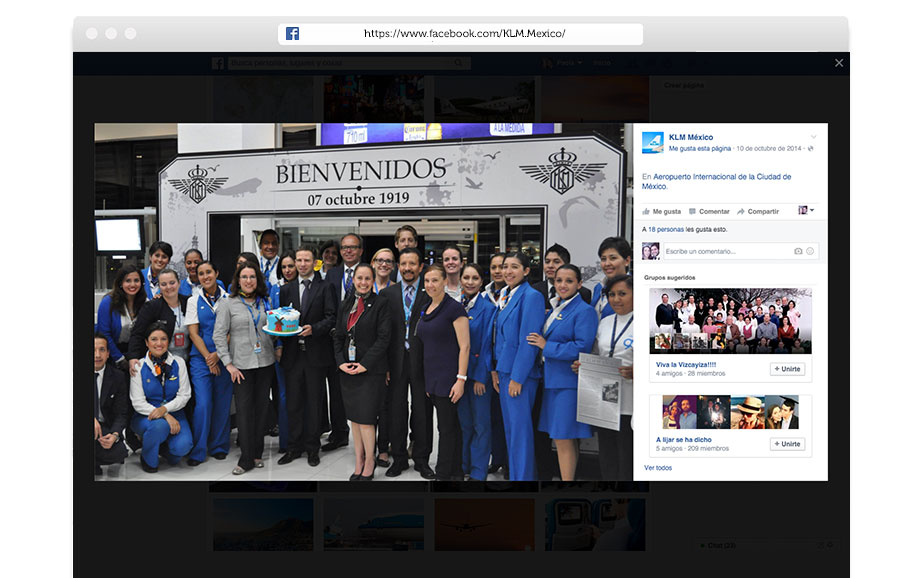 https://www.facebook.com/KLM.Mexico/
Busca personas, lugares y cosas
Paola
Inicio
Crear página
A LA MEDIDA
BIENVENIDOS
07 octubre 1919
KLM México
Me gusta esta página · 10 de octubre de 2014 ·
En Aeropuerto Internacional de la Ciudad de
México.
Me gusta Comentar Compartir
A 18 personas les gusta esto.
Escribe un comentario...
Grupos sugeridos
Viva la Vizcayiza!!!!
4 amigos · 28 miembros
+ Unirte
A lijar se ha dicho
5 amigos · 209 miembros
+ Unirte
Ver todos
Chat (23)